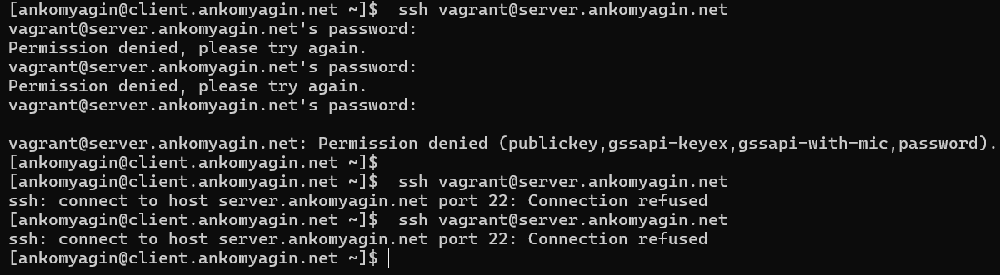 [ankomyagin@client.ankomyagin.net ~]$  ssh vagrant@server.ankomyagin.net
vagrant@server.ankomyagin.net's password:
Permission denied, please try again.
vagrant@server.ankomyagin.net's password:
Permission denied, please try again.
vagrant@server.ankomyagin.net's password:
vagrant@server.ankomyagin.net: Permission denied (publickey,gssapi-keyex,gssapi-with-mic,password).
[ankomyagin@client.ankomyagin.net ~]$
[ankomyagin@client.ankomyagin.net ~]$  ssh vagrant@server.ankomyagin.net
ssh: connect to host server.ankomyagin.net port 22: Connection refused
[ankomyagin@client.ankomyagin.net ~]$  ssh vagrant@server.ankomyagin.net
ssh: connect to host server.ankomyagin.net port 22: Connection refused
[ankomyagin@client.ankomyagin.net ~]$